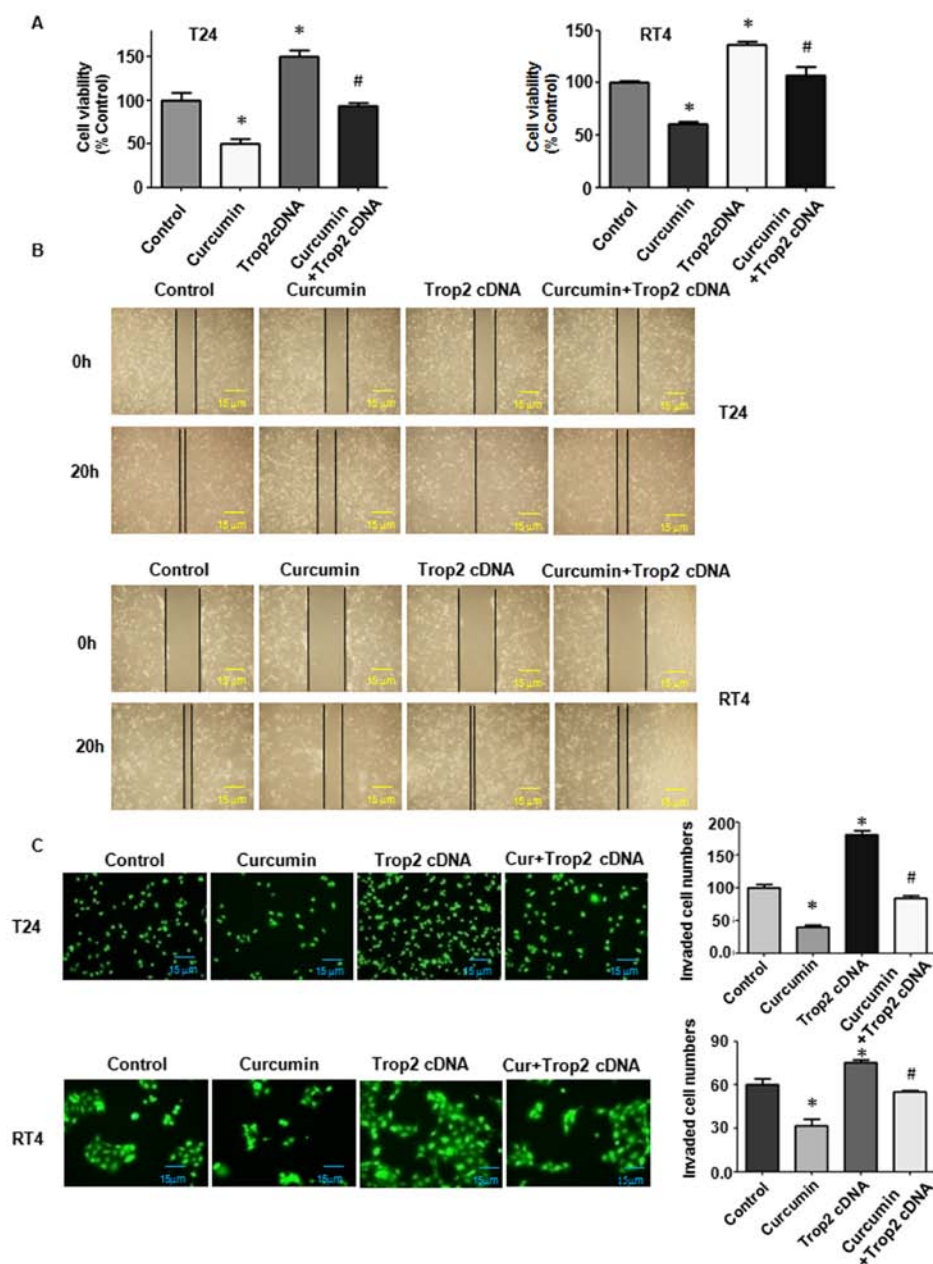 A
T24
Cell viability
(% Control)
150
100
50
0
*
*
#
Control
Curcumin
Trop2cDNA
Curcumin
+Trop2 cDNA
RT4
Cell viability
(% Control)
150
100
50
0
*
*
#
Control
Curcumin
Trop2cDNA
Curcumin
+Trop2 cDNA
B
Control Curcumin Trop2 cDNA Curcumin+Trop2 cDNA
0h
15 µm 15 µm 15 µm 15 µm
T24
20h
15 µm 15 µm 15 µm 15 µm
Control Curcumin Trop2 cDNA Curcumin+Trop2 cDNA
0h
15 µm 15 µm 15 µm 15 µm
RT4
20h
15 µm 15 µm 15 µm 15 µm
C
Control Curcumin Trop2 cDNA Cur+Trop2 cDNA
T24
15 µm 15 µm 15 µm 15 µm
Invaded cell numbers
200
150
100
50
0.0
*
*
#
Control
Curcumin
Trop2 cDNA
Curcumin
+Trop2 cDNA
Control Curcumin Trop2 cDNA Cur+Trop2 cDNA
RT4
15µm 15µm 15µm 15µm
Invaded cell numbers
90
60
30
0.0
*
*
#
Control
Curcumin
Trop2 cDNA
Curcumin
+Trop2 cDNA